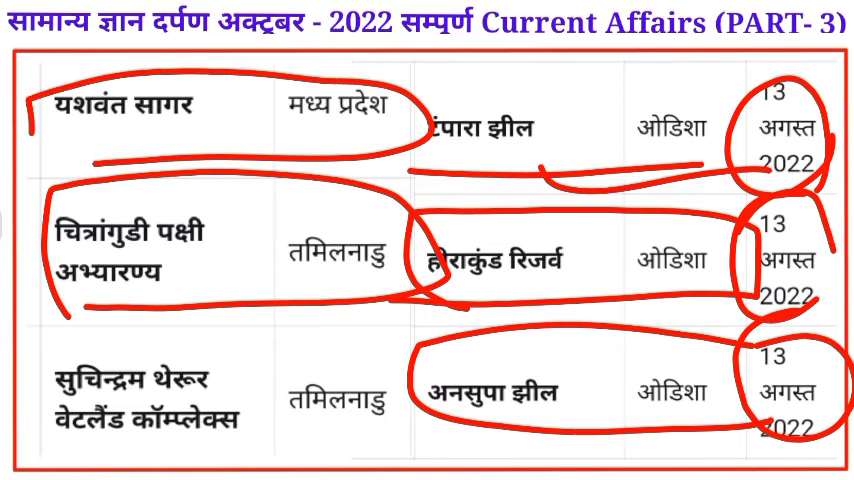 सामान्य ज्ञान दर्पण अक्टूबर - 2022 सम्पूर्ण Current Affairs (PART- 3)
यशवंत सागर मध्य प्रदेश
टंपारा झील ओडिशा 13 अगस्त 2022
चित्रांगुडी पक्षी
अभ्यारण्य
तमिलनाडु
हीराकुंड रिजर्व ओडिशा 13 अगस्त 2022
सुचिन्द्रम थेरूर
वेटलैंड कॉम्प्लेक्स
तमिलनाडु
अनसुपा झील ओडिशा 13 अगस्त 2022